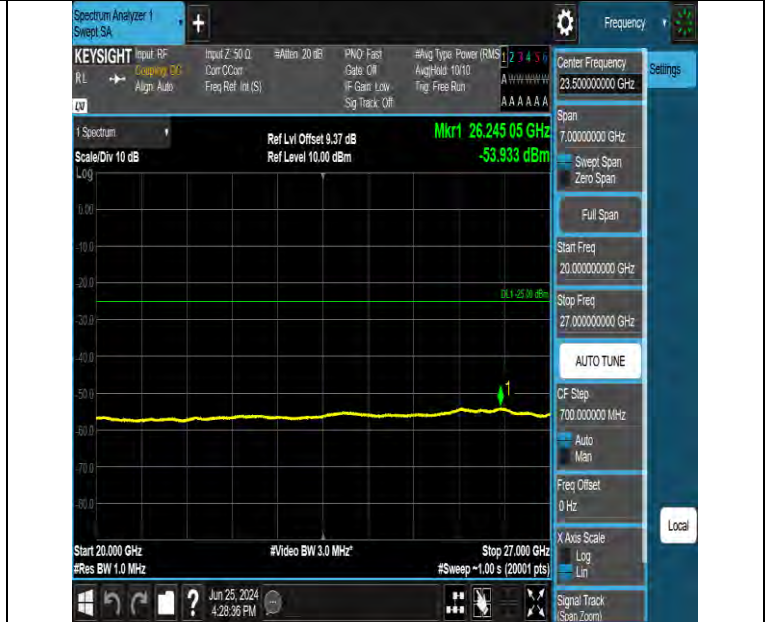 Spectrum Analyzer 1
Swept SA
+
Frequency
KEYSIGHT
RL
Input: RF
Coupling: DC
Align: Auto
Input Z: 50 Ω
Corr CCorr
Freq Ref: Int (S)
#Atten: 20 dB
PNO: Fast
Gate: Off
IF Gain: Low
Sig Track: Off
#Avg Type: Power (RMS
Avg|Hold: 10/10
Trig: Free Run
1 2 3 4 5 6
A W W W W W
A A A A A A
LXI
1 Spectrum
Scale/Div 10 dB
Log
Ref Lvl Offset 9.37 dB
Ref Level 10.00 dBm
Mkr1 26.245 05 GHz
-53.933 dBm
0.00
-10.0
-20.0
DL1 -25.00 dBm
-30.0
-40.0
-50.0
1
-60.0
-70.0
-80.0
Start 20.000 GHz
#Res BW 1.0 MHz
#Video BW 3.0 MHz*
Stop 27.000 GHz
#Sweep ~1.00 s (20001 pts)
Center Frequency
23.500000000 GHz
Settings
Span
7.00000000 GHz
Swept Span
Zero Span
Full Span
Start Freq
20.000000000 GHz
Stop Freq
27.000000000 GHz
AUTO TUNE
CF Step
700.000000 MHz
Auto
Man
Freq Offset
0 Hz
X Axis Scale
Log
Lin
Local
Signal Track
(Span Zoom)
?
Jun 25, 2024
4:28:36 PM